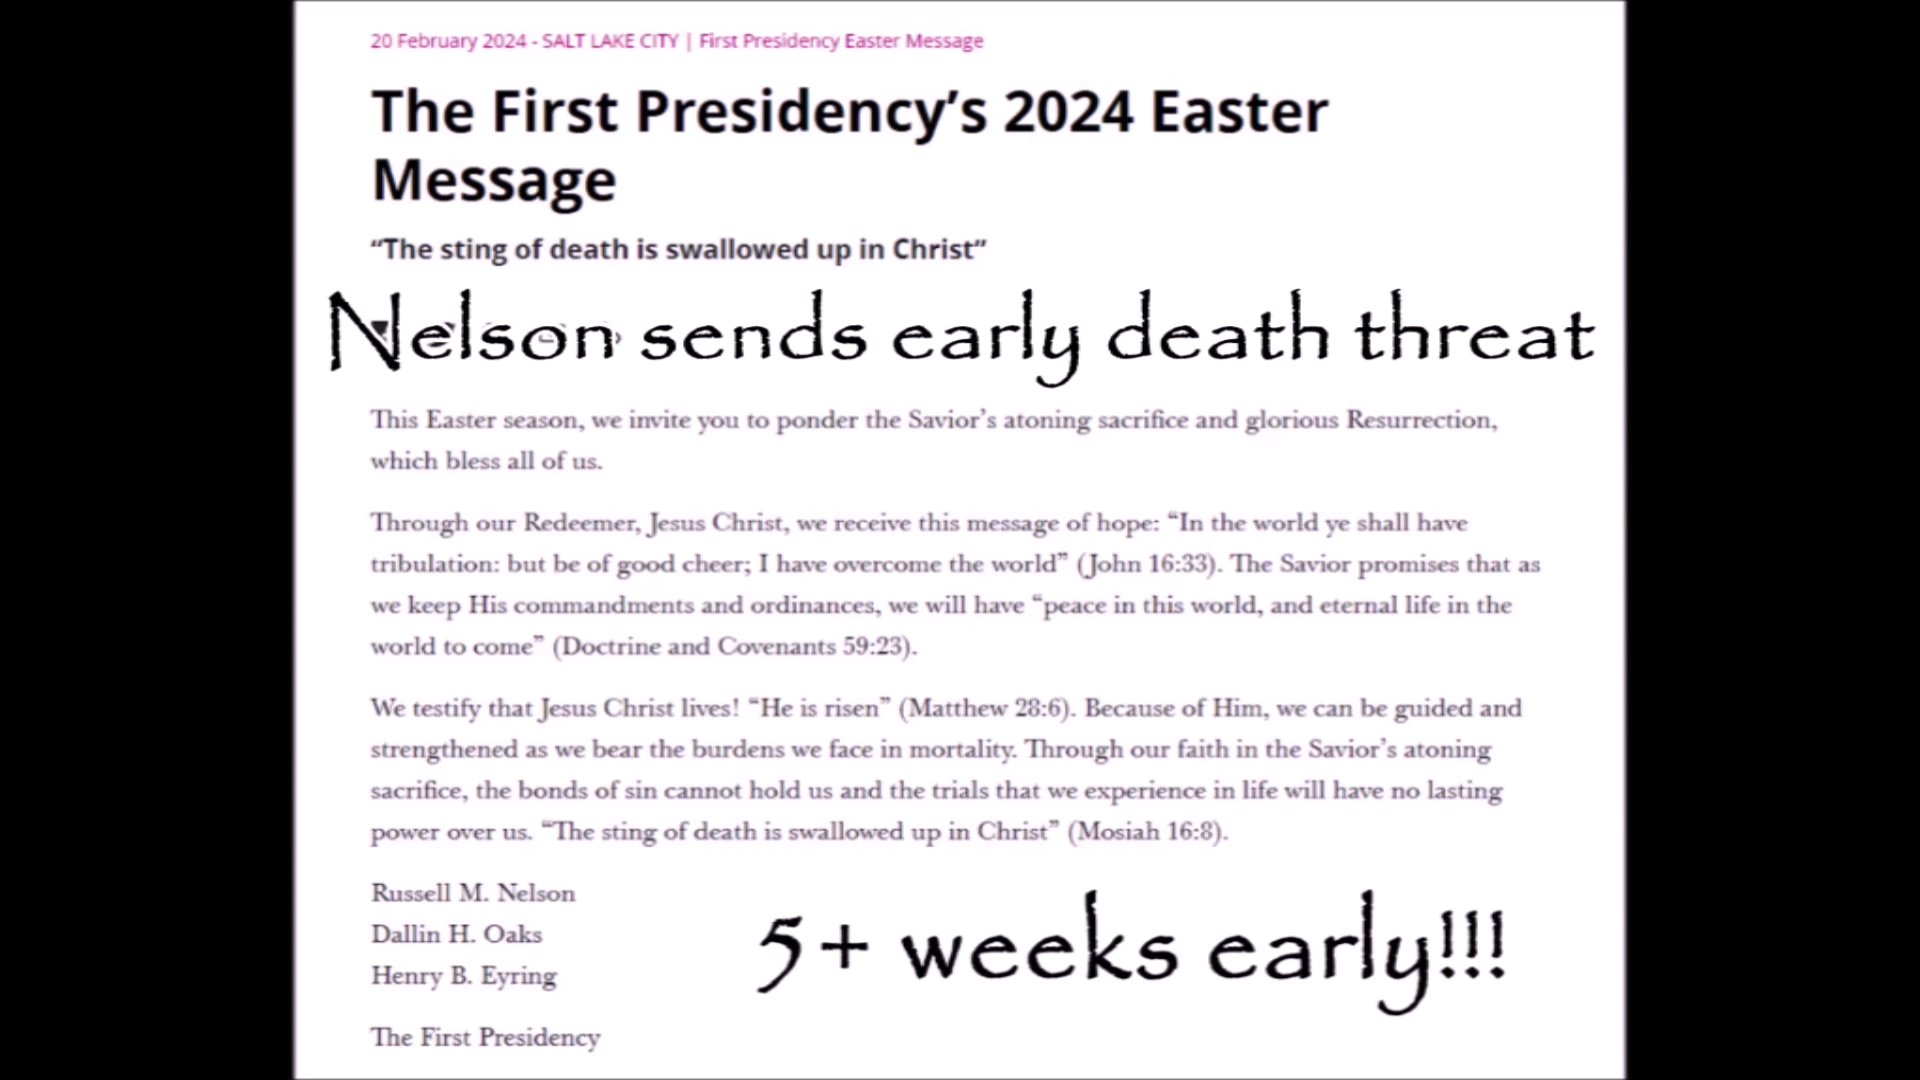 20 February 2024 - SALT LAKE CITY | First Presidency Easter Message
The First Presidency’s 2024 Easter
Message
“The sting of death is swallowed up in Christ”
Nelson sends early death threat
This Easter season, we invite you to ponder the Savior’s atoning sacrifice and glorious Resurrection,
which bless all of us.
Through our Redeemer, Jesus Christ, we receive this message of hope: “In the world ye shall have
tribulation: but be of good cheer; I have overcome the world” (John 16:33). The Savior promises that as
we keep His commandments and ordinances, we will have “peace in this world, and eternal life in the
world to come” (Doctrine and Covenants 59:23).
We testify that Jesus Christ lives! “He is risen” (Matthew 28:6). Because of Him, we can be guided and
strengthened as we bear the burdens we face in mortality. Through our faith in the Savior’s atoning
sacrifice, the bonds of sin cannot hold us and the trials that we experience in life will have no lasting
power over us. “The sting of death is swallowed up in Christ” (Mosiah 16:8).
Russell M. Nelson
Dallin H. Oaks
Henry B. Eyring
5+ weeks early!!!
The First Presidency